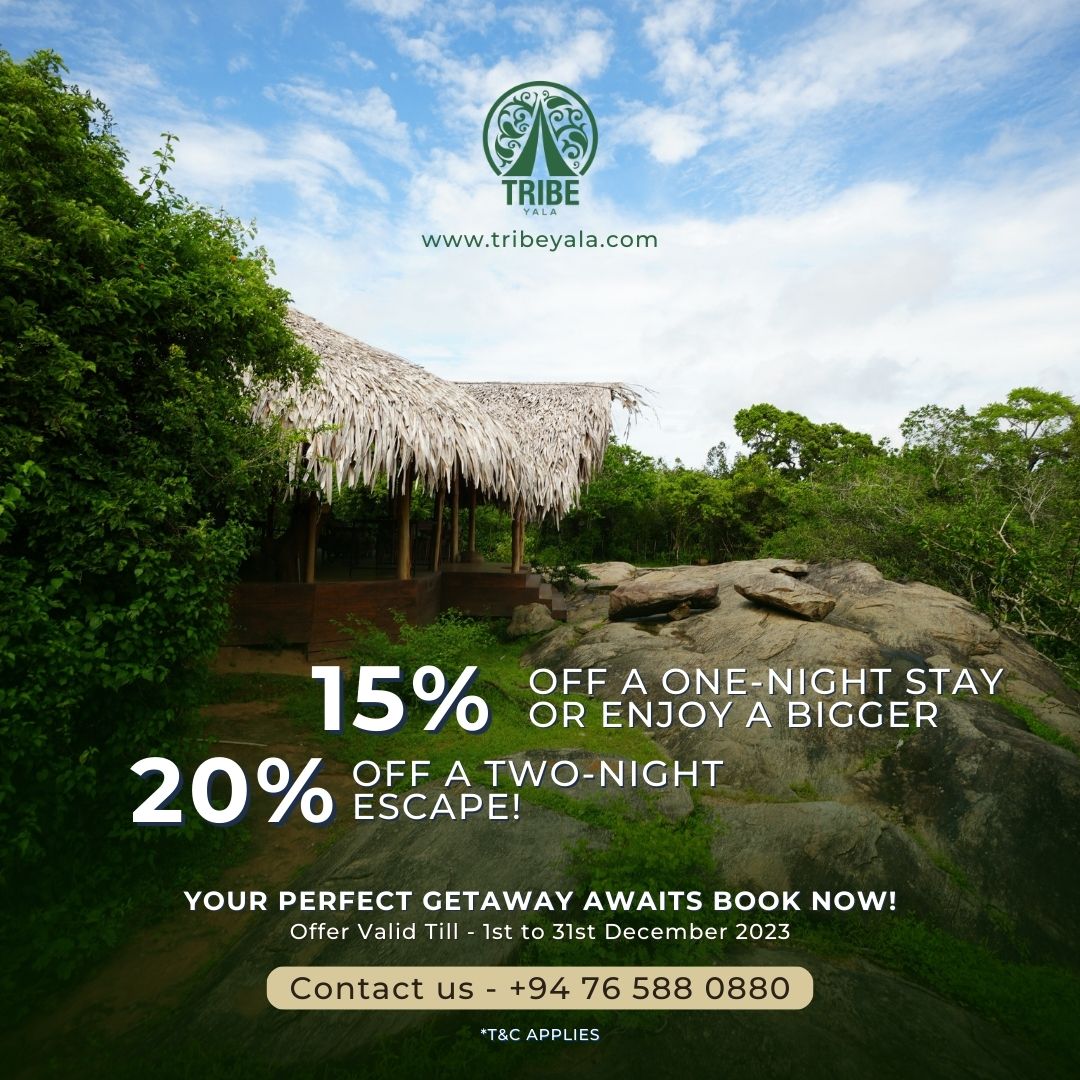 TRIBE
YALA
www.tribeyala.com
15% OFF A ONE-NIGHT STAY
OR ENJOY A BIGGER
20% OFF A TWO-NIGHT
ESCAPE!
YOUR PERFECT GETAWAY AWAITS BOOK NOW!
Offer Valid Till - 1st to 31st December 2023
Contact us - +94 76 588 0880
*T&C APPLIES